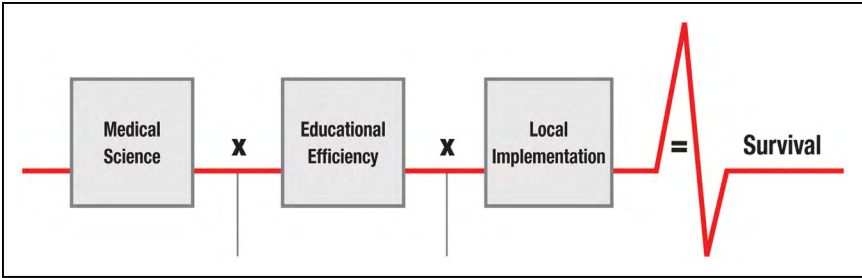 Medical
Science
x
Educational
Efficiency
x
Local
Implementation
=
Survival